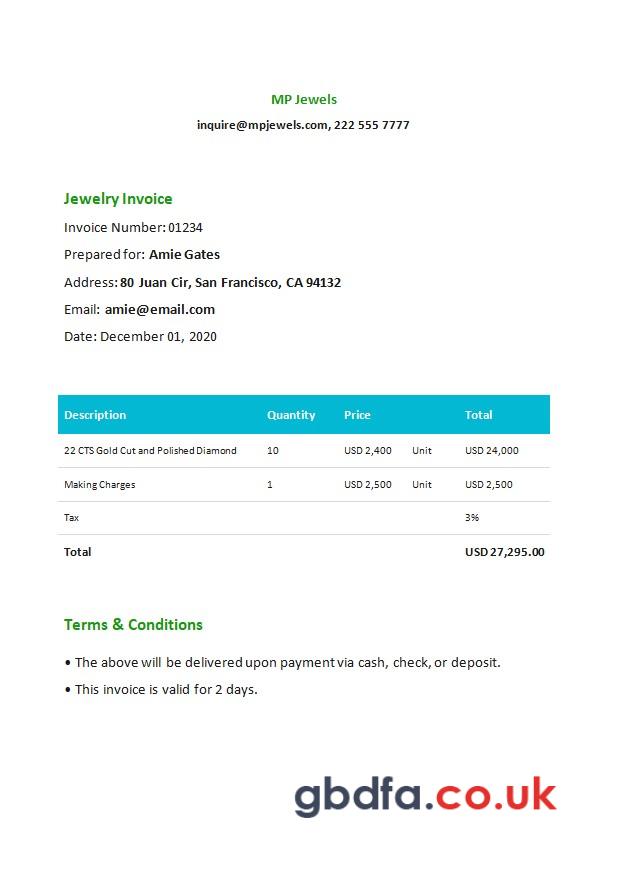 MP Jewels
inquire@mpjewels.com, 222 555 7777
Jewelry Invoice
Invoice Number: 01234
Prepared for: Amie Gates
Address: 80 Juan Cir, San Francisco, CA 94132
Email: amie@email.com
Date: December 01, 2020
Description Quantity Price Total
22 CTS Gold Cut and Polished Diamond 10 USD 2,400 Unit USD 24,000
Making Charges 1 USD 2,500 Unit USD 2,500
Tax 3%
Total USD 27,295.00
Terms & Conditions
• The above will be delivered upon payment via cash, check, or deposit.
• This invoice is valid for 2 days.
gbdfa.co.uk